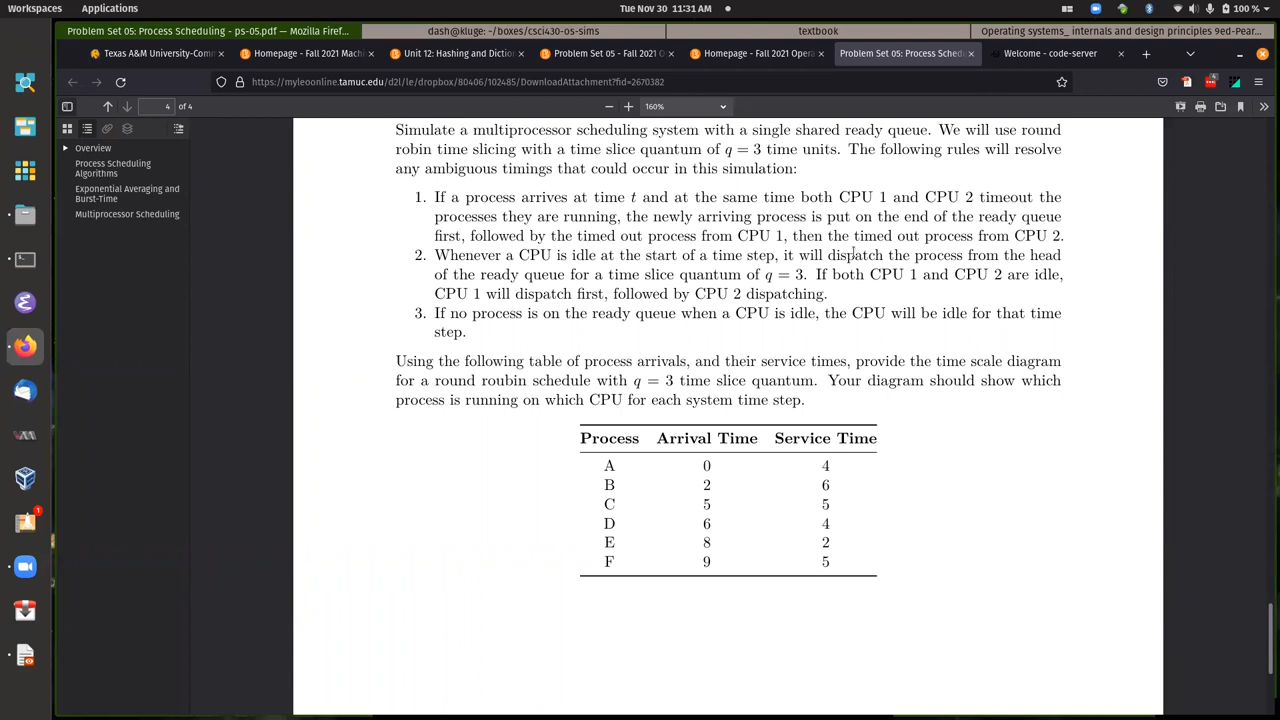 Workspaces Applications Tue Nov 30 11:31 AM 100 %
Problem Set 05: Process Scheduling - ps-05.pdf — Mozilla Firef... dash@kluge: ~/boxes/csci430-os-sims textbook Operating systems_ internals and design principles 9ed-Pear...
Texas A&M University-Com Homepage - Fall 2021 Machi Unit 12: Hashing and Dictio Problem Set 05 - Fall 2021 O Homepage - Fall 2021 Opera Problem Set 05: Process Sched Welcome - code-server
https://myleoonline.tamuc.edu/d2l/le/dropbox/80406/102485/DownloadAttachment?fid=2670382
4 of 4 160%
Overview
Process Scheduling
Algorithms
Exponential Averaging and
Burst-Time
Multiprocessor Scheduling
Simulate a multiprocessor scheduling system with a single shared ready queue. We will use round
robin time slicing with a time slice quantum of q = 3 time units. The following rules will resolve
any ambiguous timings that could occur in this simulation:
1. If a process arrives at time t and at the same time both CPU 1 and CPU 2 timeout the
processes they are running, the newly arriving process is put on the end of the ready queue
first, followed by the timed out process from CPU 1, then the timed out process from CPU 2.
2. Whenever a CPU is idle at the start of a time step, it will dispatch the process from the head
of the ready queue for a time slice quantum of q = 3. If both CPU 1 and CPU 2 are idle,
CPU 1 will dispatch first, followed by CPU 2 dispatching.
3. If no process is on the ready queue when a CPU is idle, the CPU will be idle for that time
step.
Using the following table of process arrivals, and their service times, provide the time scale diagram
for a round roubin schedule with q = 3 time slice quantum. Your diagram should show which
process is running on which CPU for each system time step.
Process Arrival Time Service Time
A 0 4
B 2 6
C 5 5
D 6 4
E 8 2
F 9 5